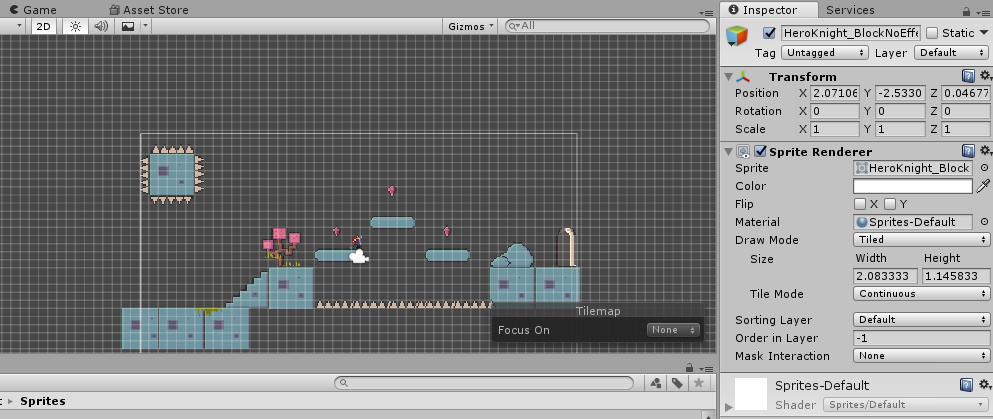 Game Asset Store
2D Gizmos All
Tilemap
Focus On None
Sprites
Inspector Services
HeroKnight_BlockNoEffe Static
Tag Untagged Layer Default
Transform
Position X 2.07106 Y -2.5330 Z 0.04677
Rotation X 0 Y 0 Z 0
Scale X 1 Y 1 Z 1
Sprite Renderer
Sprite HeroKnight_Block
Color
Flip X Y
Material Sprites-Default
Draw Mode Tiled
Size Width Height
2.083333 1.145833
Tile Mode Continuous
Sorting Layer Default
Order in Layer -1
Mask Interaction None
Sprites-Default
Shader Sprites/Default